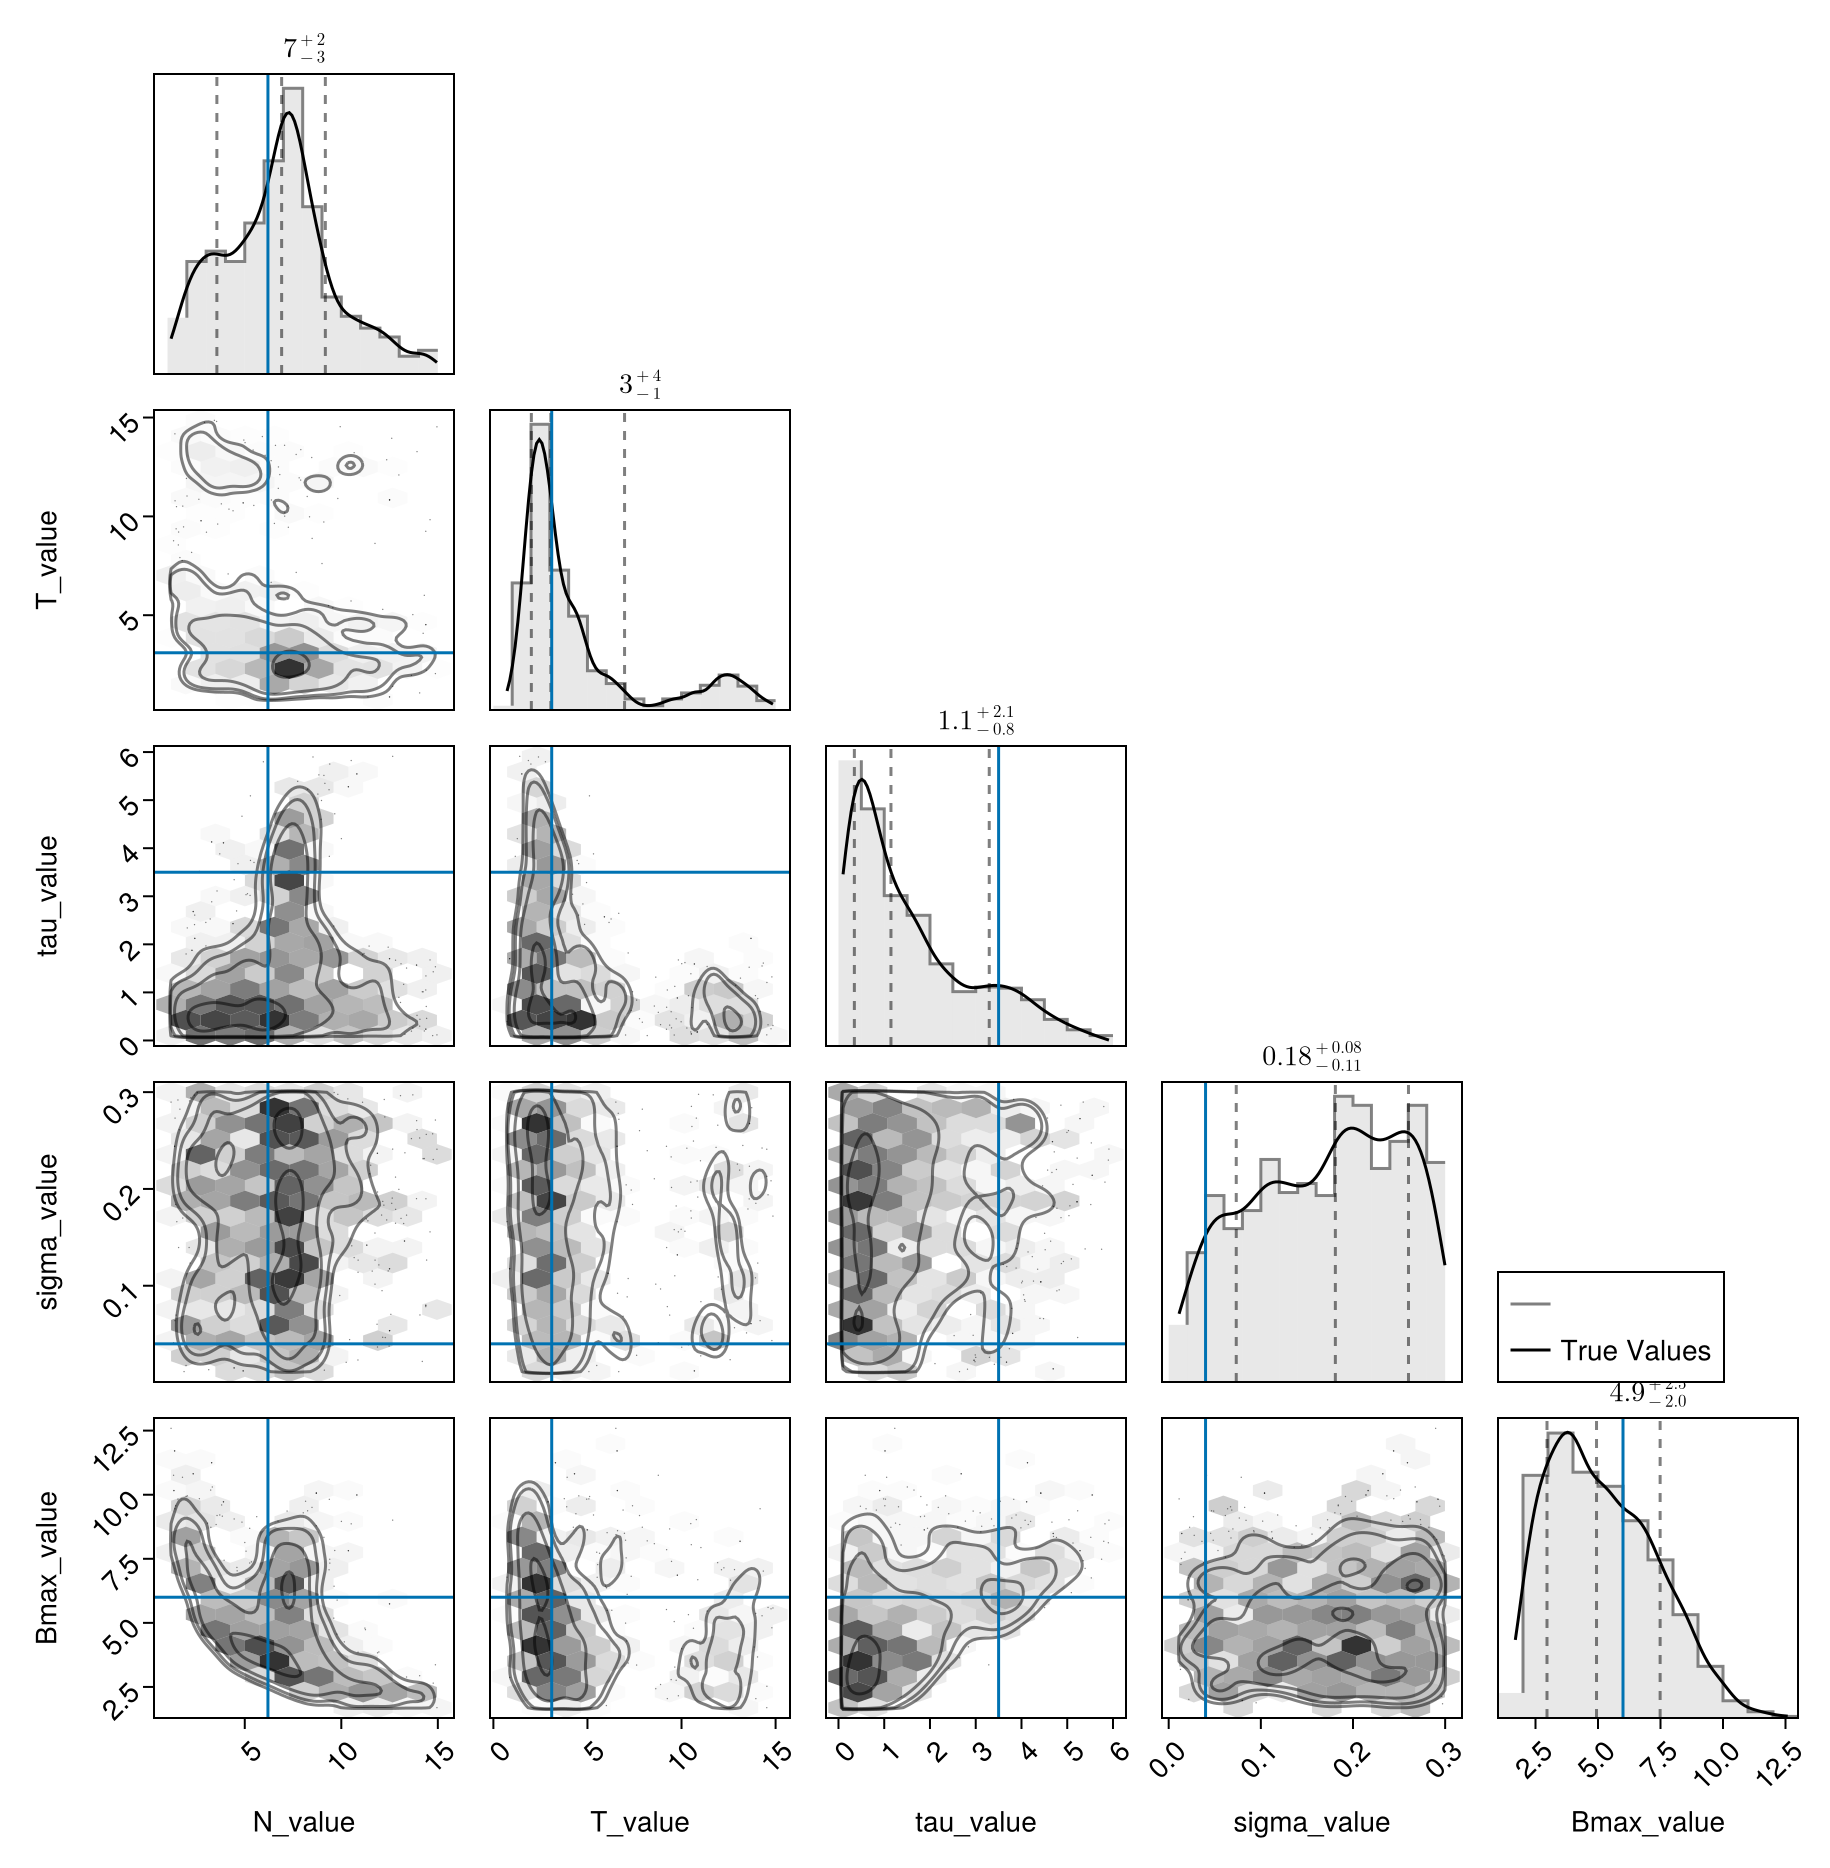 7 +2 −3
3 +4 −1
15
10
5
T_value
1.1 +2.1 −0.8
6
5
4
3
2
1
0
tau_value
0.18 +0.08 −0.11
0.3
0.2
0.1
sigma_value
True Values
4.9 +2.5 −2.0
12.5
10.0
7.5
5.0
2.5
Bmax_value
5 10 15
0 5 10 15
0 1 2 3 4 5 6
0.0 0.1 0.2 0.3
2.5 5.0 7.5 10.0 12.5
N_value
T_value
tau_value
sigma_value
Bmax_value